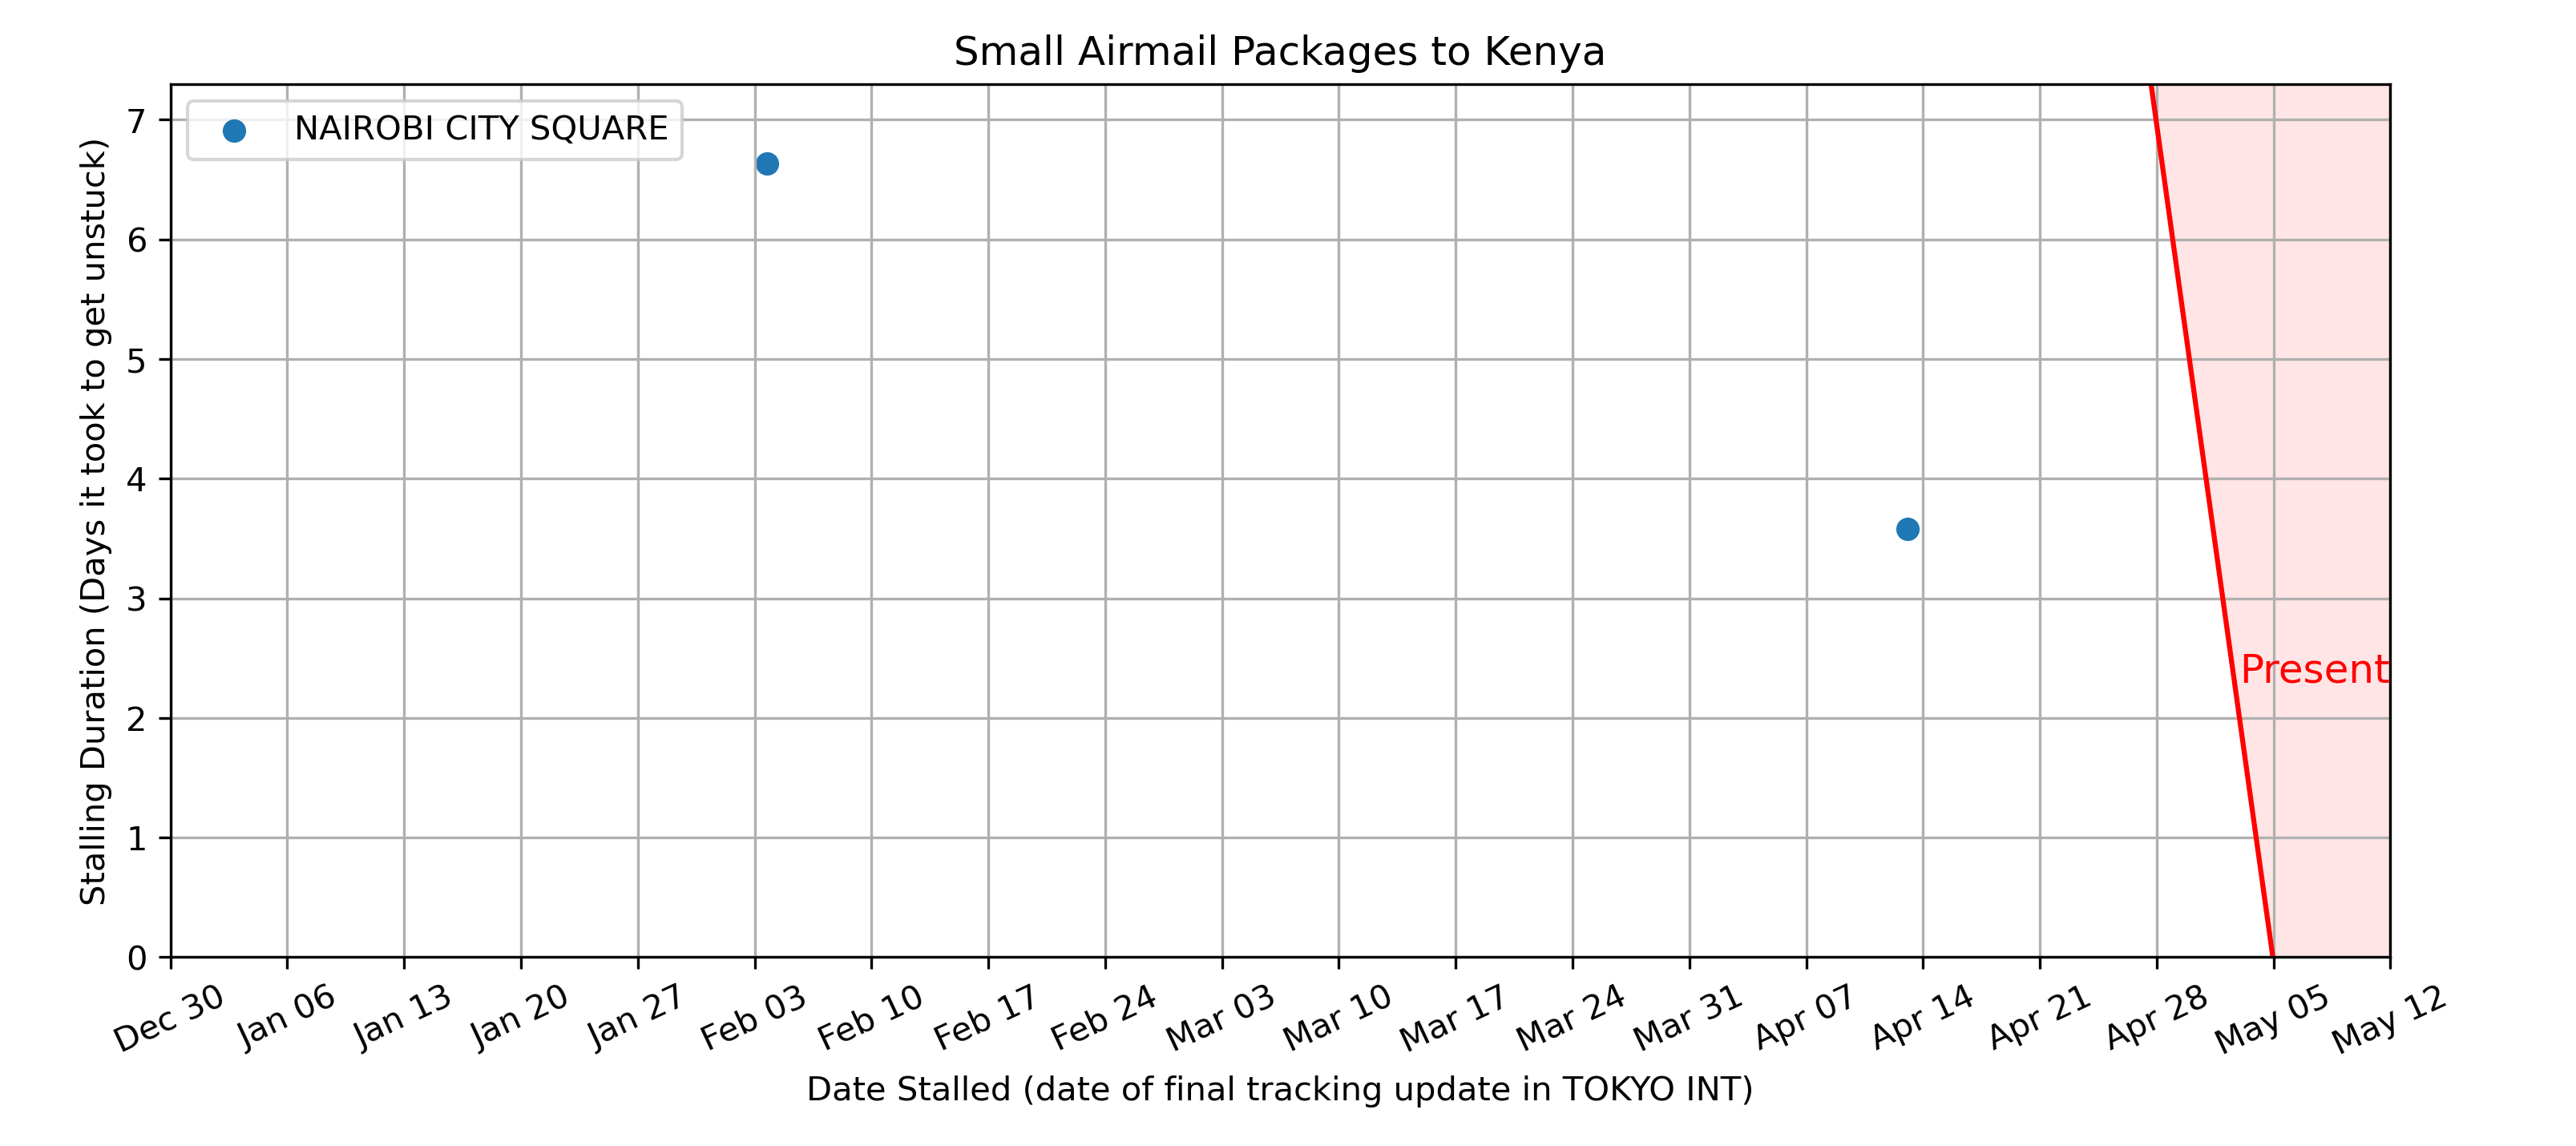 Small Airmail Packages to Kenya
NAIROBI CITY SQUARE
Stalling Duration (Days it took to get unstuck)
7
6
5
4
3
2
1
0
Present
Dec 30
Jan 06
Jan 13
Jan 20
Jan 27
Feb 03
Feb 10
Feb 17
Feb 24
Mar 03
Mar 10
Mar 17
Mar 24
Mar 31
Apr 07
Apr 14
Apr 21
Apr 28
May 05
May 12
Date Stalled (date of final tracking update in TOKYO INT)